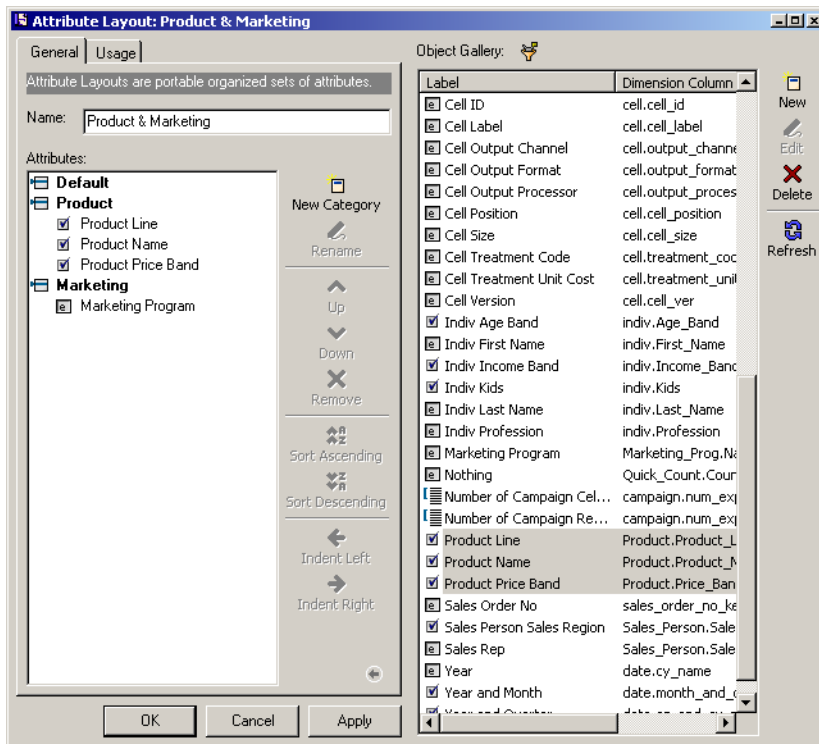 Attribute Layout: Product & Marketing
General
Usage
Attribute Layouts are portable organized sets of attributes.
Name:
Product & Marketing
Attributes:
Default
Product
Product Line
Product Name
Product Price Band
Marketing
Marketing Program
New Category
Rename
Up
Down
Remove
Sort Ascending
Sort Descending
Indent Left
Indent Right
OK
Cancel
Apply
Object Gallery:
Label Dimension Column
Cell ID cell.cell_id
Cell Label cell.cell_label
Cell Output Channel cell.output_channe
Cell Output Format cell.output_format
Cell Output Processor cell.output_proces
Cell Position cell.cell_position
Cell Size cell.cell_size
Cell Treatment Code cell.treatment_coc
Cell Treatment Unit Cost cell.treatment_unil
Cell Version cell.cell_ver
Indiv Age Band indiv.Age_Band
Indiv First Name indiv.First_Name
Indiv Income Band indiv.Income_Banc
Indiv Kids indiv.Kids
Indiv Last Name indiv.Last_Name
Indiv Profession indiv.Profession
Marketing Program Marketing_Prog.Na
Nothing Quick_Count.Cour
Number of Campaign Cel... campaign.num_exp
Number of Campaign Re... campaign.num_exp
Product Line Product.Product_L
Product Name Product.Product_N
Product Price Band Product.Price_Ban
Sales Order No sales_order_no_ke
Sales Person Sales Region Sales_Person.Sale
Sales Rep Sales_Person.Sale
Year date.cy_name
Year and Month date.month_and_c
New
Edit
Delete
Refresh